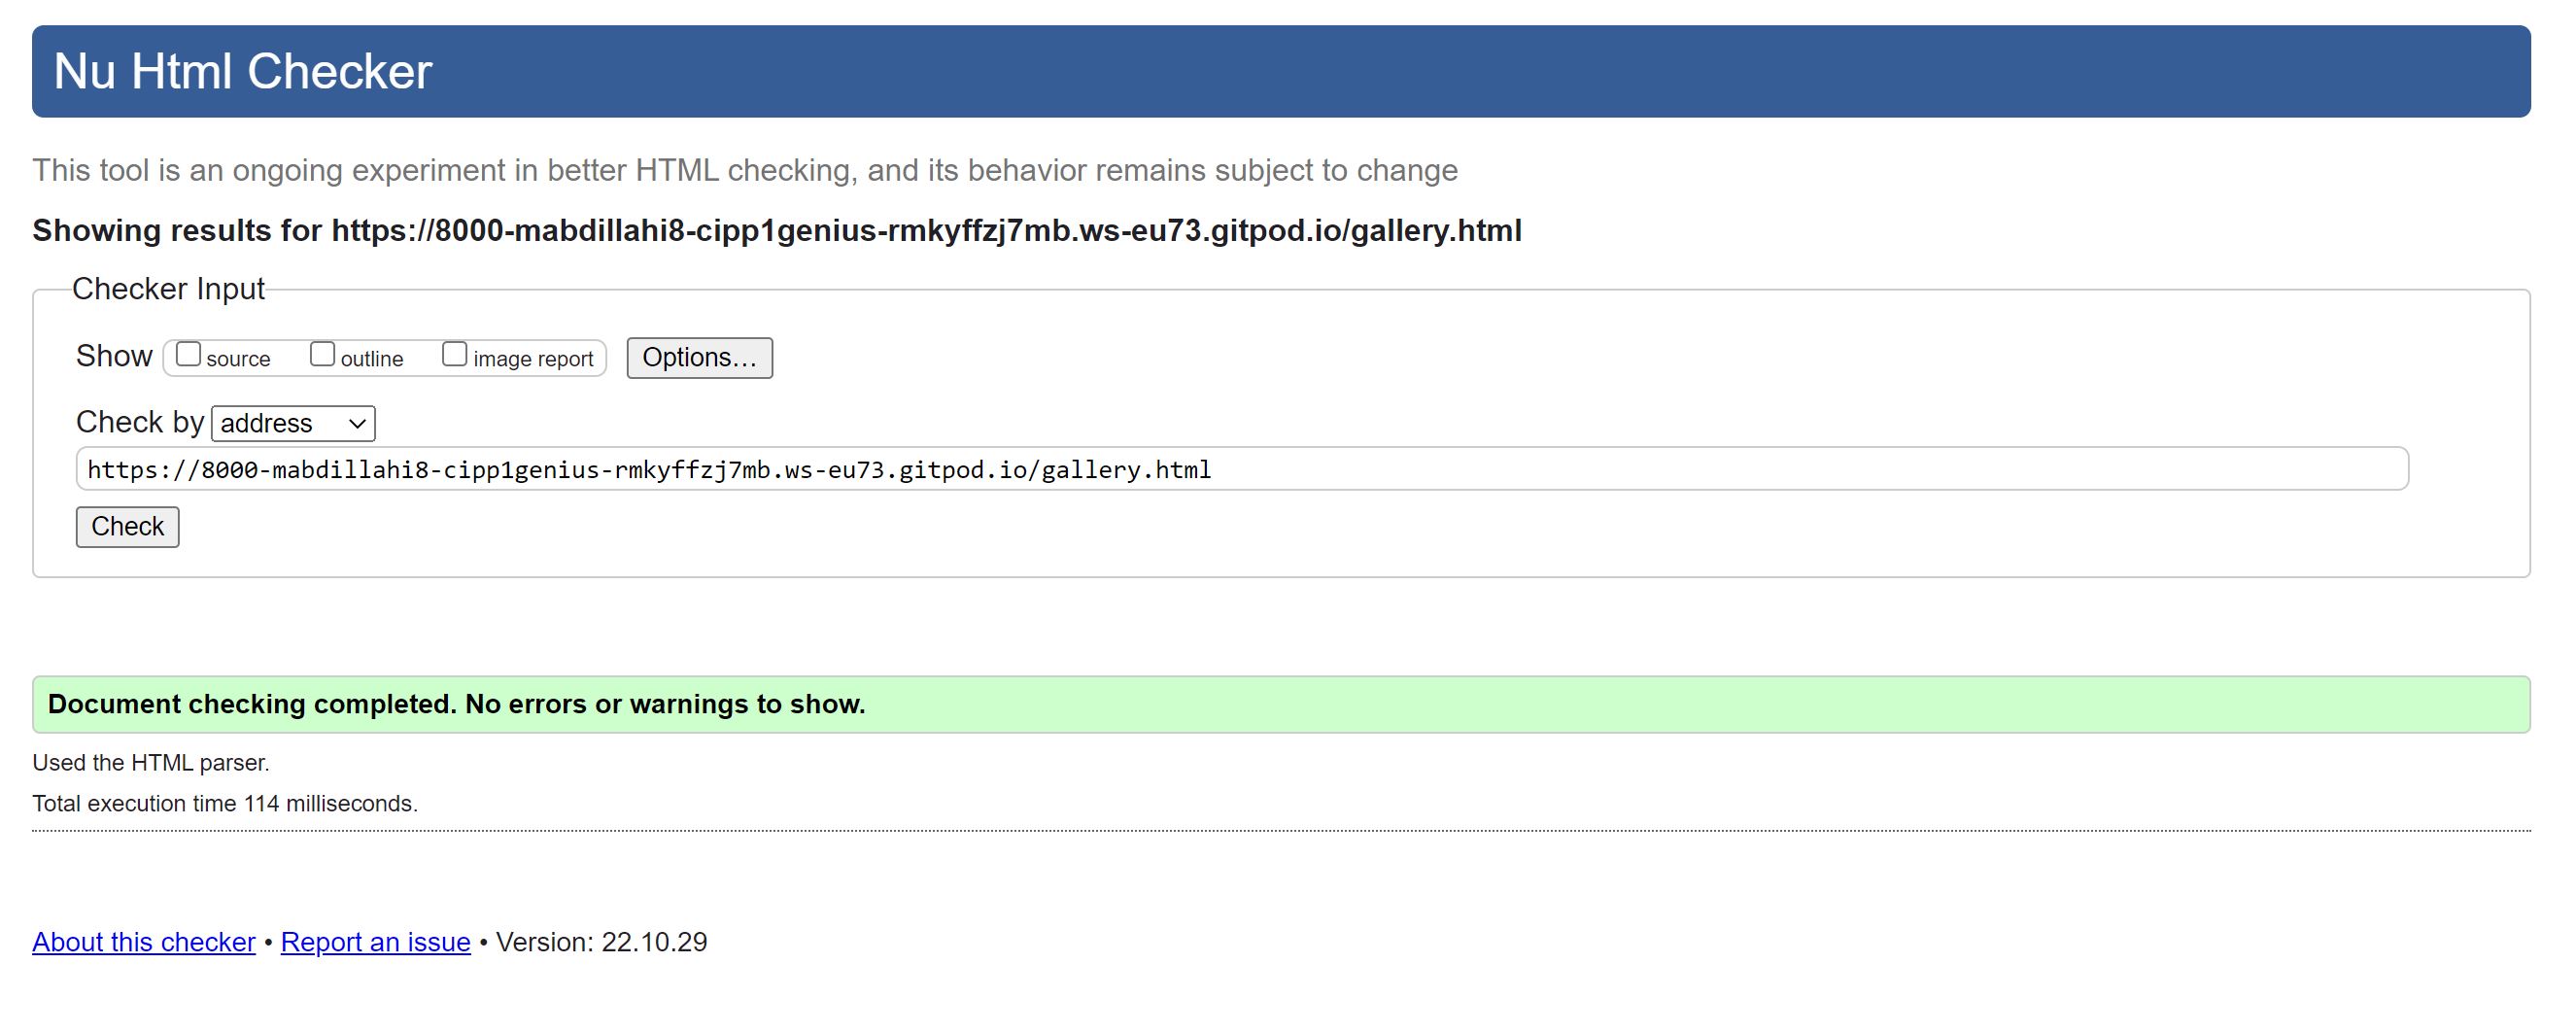 Nu Html Checker
This tool is an ongoing experiment in better HTML checking, and its behavior remains subject to change
Showing results for https://8000-mabdillahi8-cipp1genius-rmkyffzj7mb.ws-eu73.gitpod.io/gallery.html
Checker Input
Show source outline image report Options…
Check by address
https://8000-mabdillahi8-cipp1genius-rmkyffzj7mb.ws-eu73.gitpod.io/gallery.html
Check
Document checking completed. No errors or warnings to show.
Used the HTML parser.
Total execution time 114 milliseconds.
About this checker • Report an issue • Version: 22.10.29